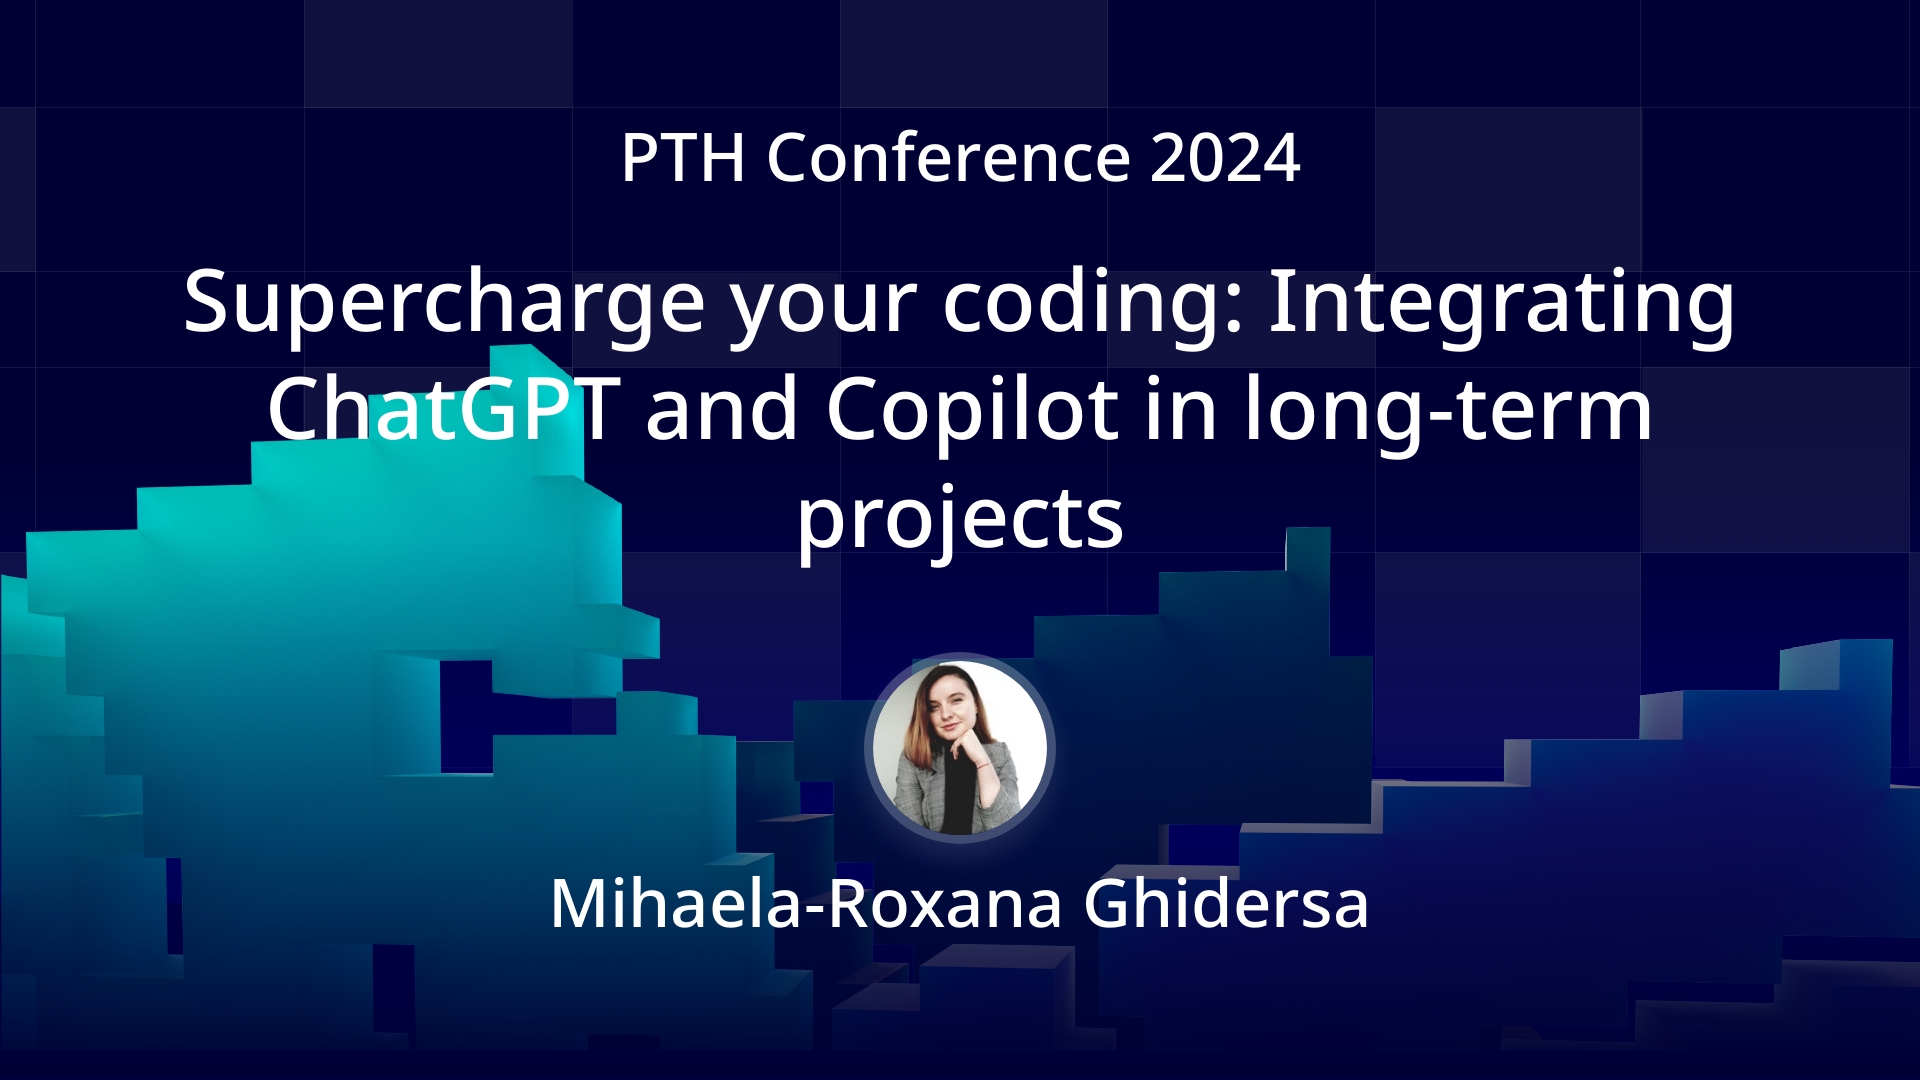 PTH Conference 2024
Supercharge your coding: Integrating
ChatGPT and Copilot in long-term
projects
Mihaela-Roxana Ghidersa